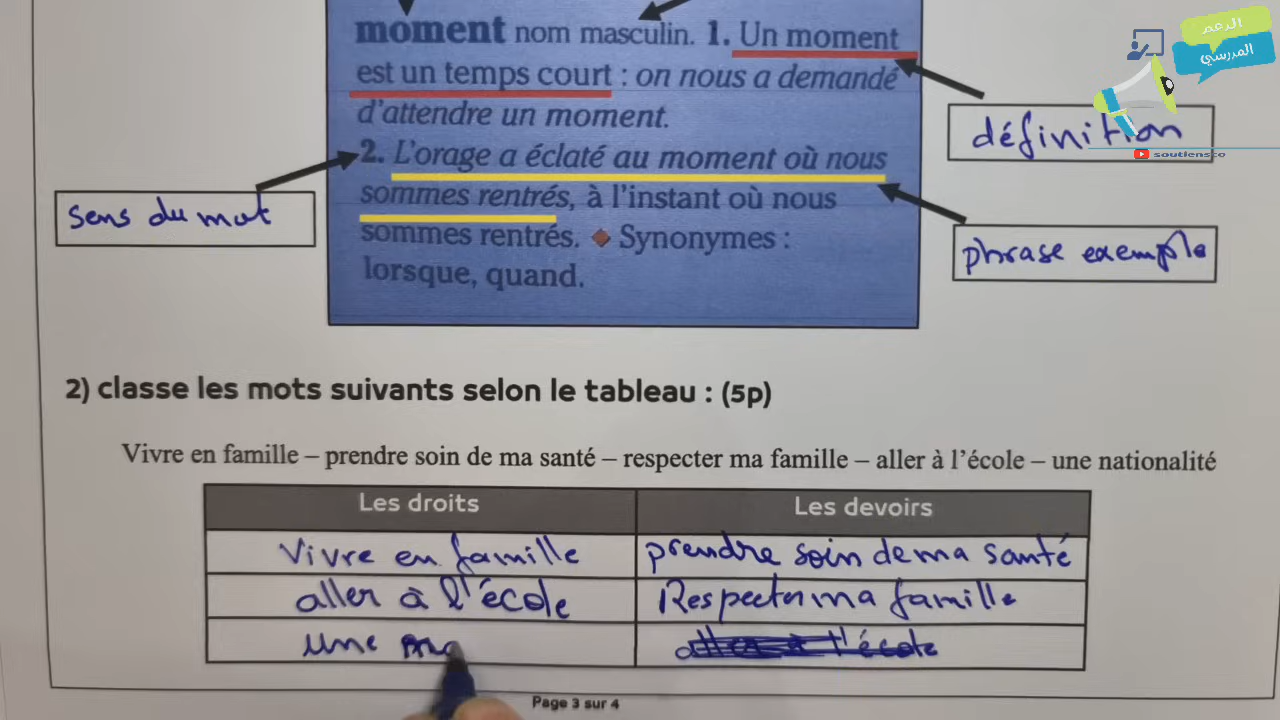 moment nom masculin. 1. Un moment
est un temps court : on nous a demandé
d'attendre un moment.
2. L'orage a éclaté au moment où nous
sommes rentrés, à l'instant où nous
sommes rentrés. ◆ Synonymes :
lorsque, quand.
définition
sens du mot
phrase exemple
الدعم
المدرسي
soutiensco
2) classe les mots suivants selon le tableau : (5p)
Vivre en famille – prendre soin de ma santé – respecter ma famille – aller à l'école – une nationalité
Les droits Les devoirs
Vivre en famille prendre soin de ma santé
aller à l'école Respecter ma famille
une na l'école
Page 3 sur 4